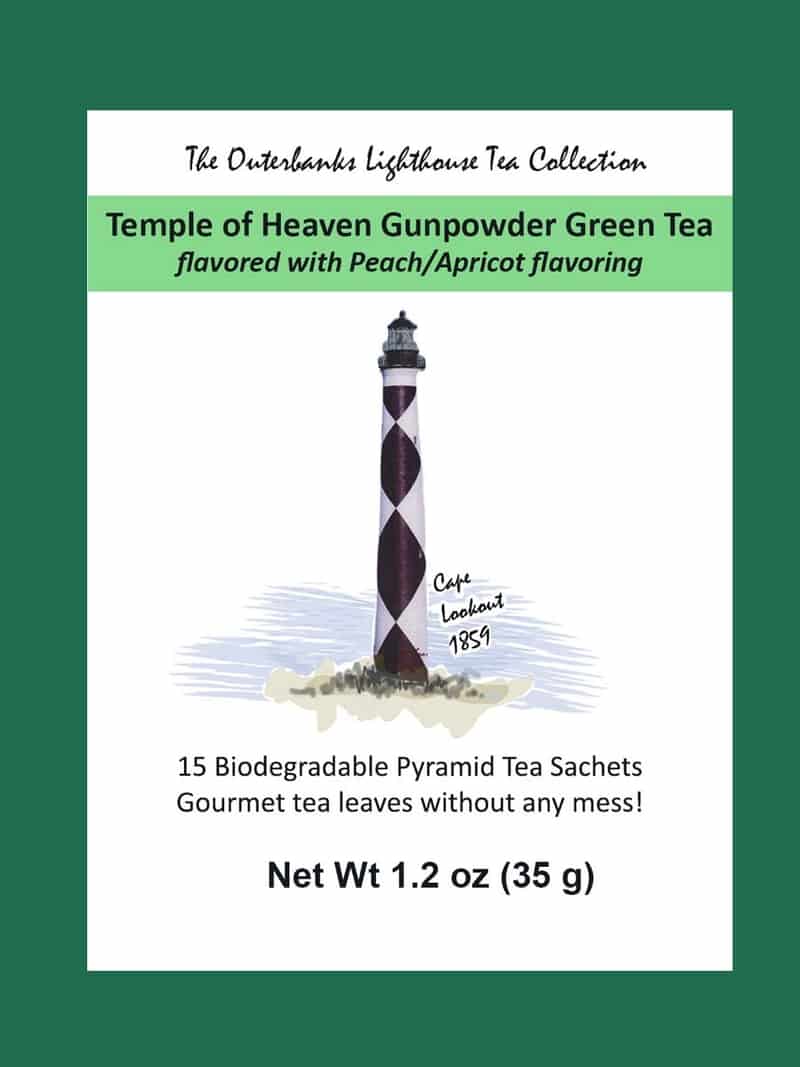 The Outerbanks Lighthouse Tea Collection
Temple of Heaven Gunpowder Green Tea
flavored with Peach/Apricot flavoring
Cape
Lookout
1859
15 Biodegradable Pyramid Tea Sachets
Gourmet tea leaves without any mess!
Net Wt 1.2 oz (35 g)